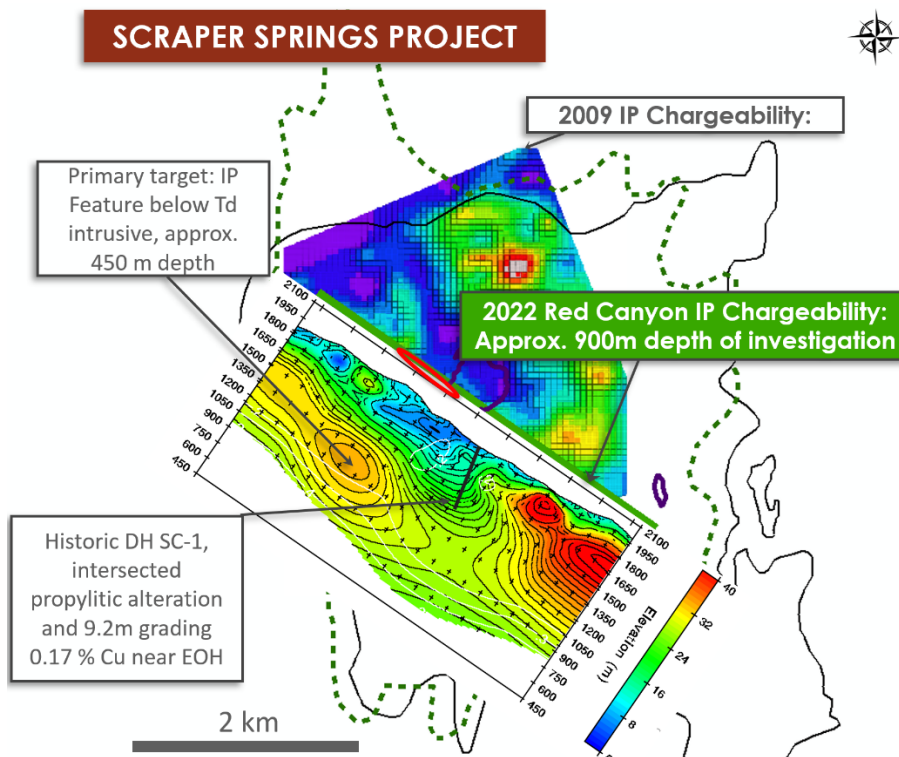 SCRAPER SPRINGS PROJECT
2009 IP Chargeability:
Primary target: IP
Feature below Td
intrusive, approx.
450 m depth
2022 Red Canyon IP Chargeability:
Approx. 900m depth of investigation
2100
1950
1800
1650
1500
1350
1200
1050
900
750
600
450
Historic DH SC-1,
intersected
propylitic alteration
and 9.2m grading
0.17 % Cu near EOH
2100
1950
1800
1650
1500
1350
1200
1050
900
750
600
450
Elevation (m)
40
32
24
16
8
2 km